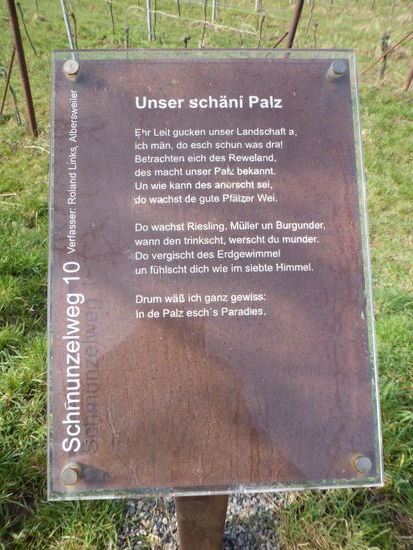 Unser schäni Palz
Ehr Leit gucken unser Landschaft a,
ich män, do esch schun was dra!
Betrachten eich des Reweland,
des macht unser Palz bekannt.
Un wie kann des anerscht sei,
do wachst de gute Pfälzer Wei.
Do wachst Riesling, Müller un Burgunder,
wann den trinkscht, werscht du munder.
Do vergischt des Erdgewimmel
un fühlscht dich wie im siebte Himmel.
Drum wäß ich ganz gewiss:
In de Palz esch´s Paradies.
Schmunzelweg 10
Verfasser: Roland Links, Albersweiler